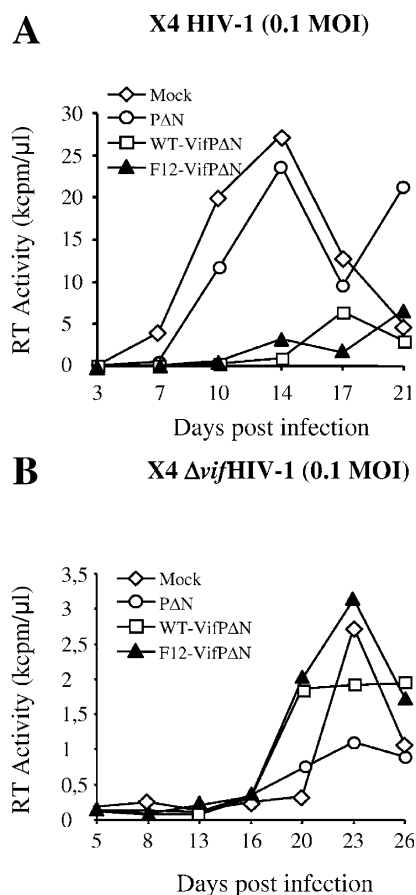 A
X4 HIV-1 (0.1 MOI)
Mock
PΔN
WT-VifPΔN
F12-VifPΔN
RT Activity (kcpm/µl)
30
25
20
15
10
5
0
3 7 10 14 17 21
Days post infection
B
X4 ΔvifHIV-1 (0.1 MOI)
Mock
PΔN
WT-VifPΔN
F12-VifPΔN
RT Activity (kcpm/µl)
3,5
3
2,5
2
1,5
1
0,5
0
5 8 13 16 20 23 26
Days post infection